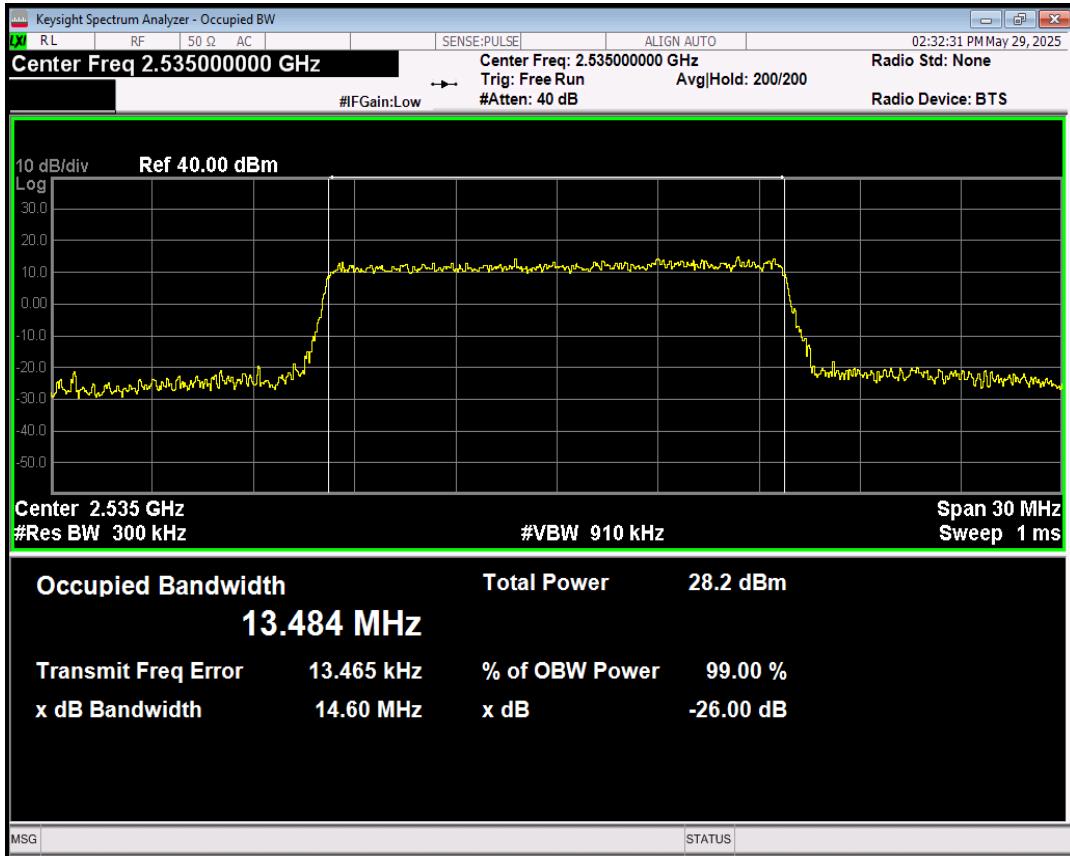 Keysight Spectrum Analyzer - Occupied BW
LXI RL RF 50 Ω AC SENSE:PULSE ALIGN AUTO 02:32:31 PM May 29, 2025
Center Freq 2.535000000 GHz Center Freq: 2.535000000 GHz Radio Std: None
Trig: Free Run Avg|Hold: 200/200
#IFGain:Low #Atten: 40 dB Radio Device: BTS
10 dB/div Ref 40.00 dBm
Log
30.0
20.0
10.0
0.00
-10.0
-20.0
-30.0
-40.0
-50.0
Center 2.535 GHz Span 30 MHz
#Res BW 300 kHz #VBW 910 kHz Sweep 1 ms
Occupied Bandwidth Total Power 28.2 dBm
13.484 MHz
Transmit Freq Error 13.465 kHz % of OBW Power 99.00 %
x dB Bandwidth 14.60 MHz x dB -26.00 dB
MSG STATUS